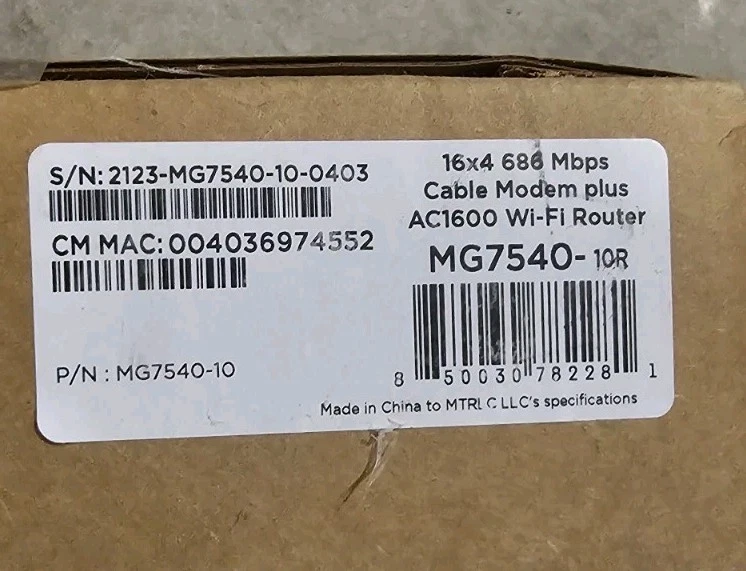 S/N: 2123-MG7540-10-0403
CM MAC: 004036974552
P/N : MG7540-10
16x4 686 Mbps
Cable Modem plus
AC1600 Wi-Fi Router
MG7540- 10R
8 50030 78228 1
Made in China to MTRLC LLC's specifications